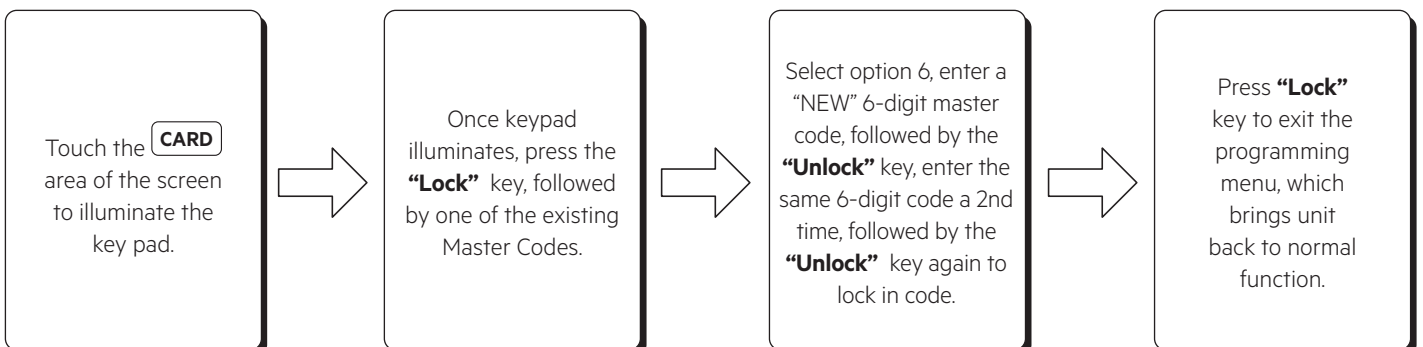 Touch the CARD
area of the screen
to illuminate the
key pad.
Once keypad
illuminates, press the
“Lock” key, followed
by one of the existing
Master Codes.
Select option 6, enter a
“NEW” 6-digit master
code, followed by the
“Unlock” key, enter the
same 6-digit code a 2nd
time, followed by the
“Unlock” key again to
lock in code.
Press “Lock”
key to exit the
programming
menu, which
brings unit
back to normal
function.